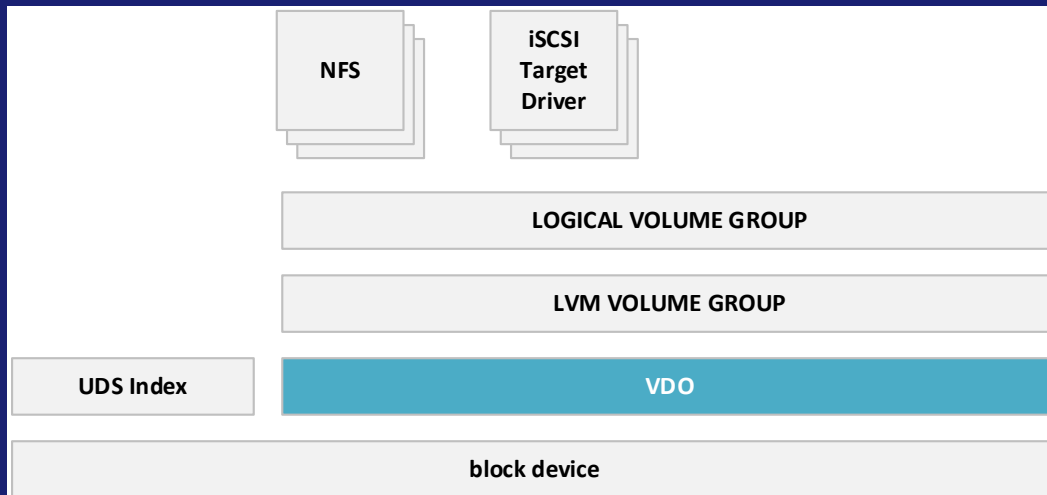 NFS
iSCSI
Target
Driver
LOGICAL VOLUME GROUP
LVM VOLUME GROUP
UDS Index
VDO
block device